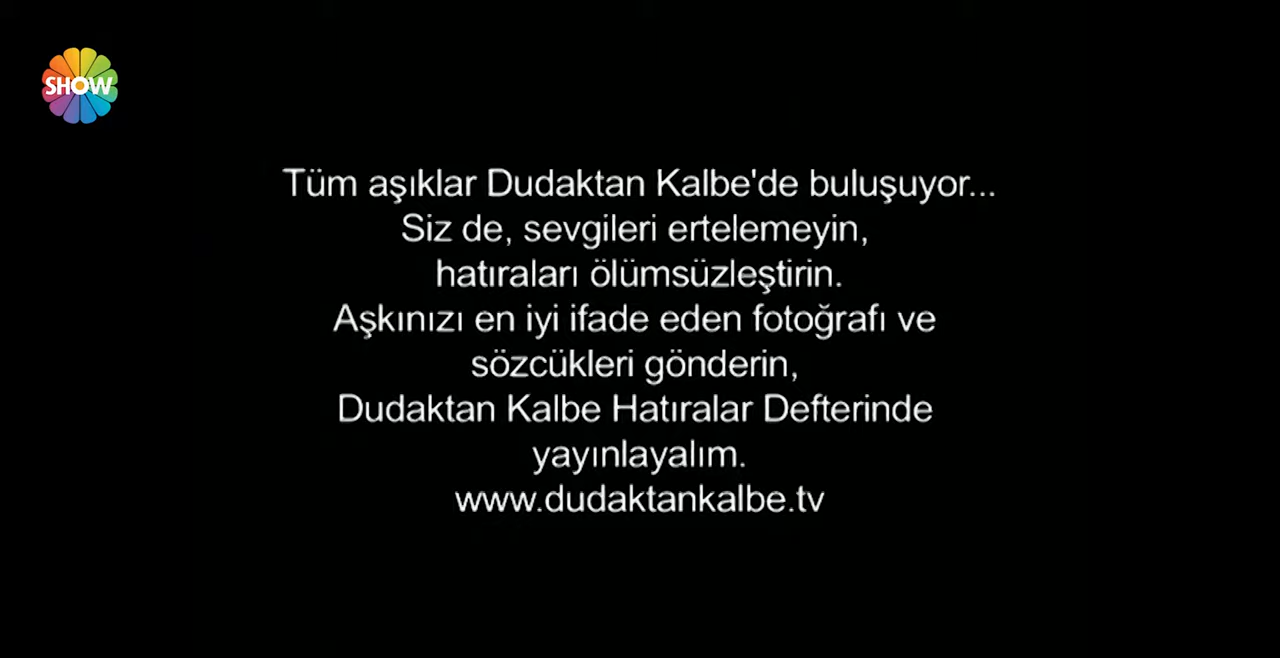 SHOW
Tüm aşıklar Dudaktan Kalbe'de buluşuyor...
Siz de, sevgileri ertelemeyin,
hatıraları ölümsüzleştirin.
Aşkınızı en iyi ifade eden fotoğrafı ve
sözcükleri gönderin,
Dudaktan Kalbe Hatıralar Defterinde
yayınlayalım.
www.dudaktankalbe.tv